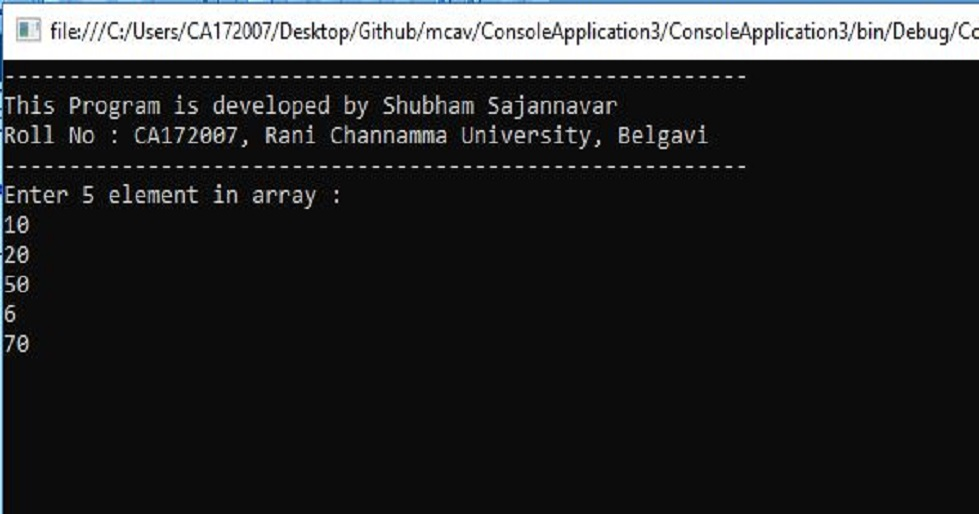 file:///C:/Users/CA172007/Desktop/Github/mcav/ConsoleApplication3/ConsoleApplication3/bin/Debug/Co
---------------------------------------------------------
This Program is developed by Shubham Sajannavar
Roll No : CA172007, Rani Channamma University, Belgavi
---------------------------------------------------------
Enter 5 element in array :
10
20
50
6
70